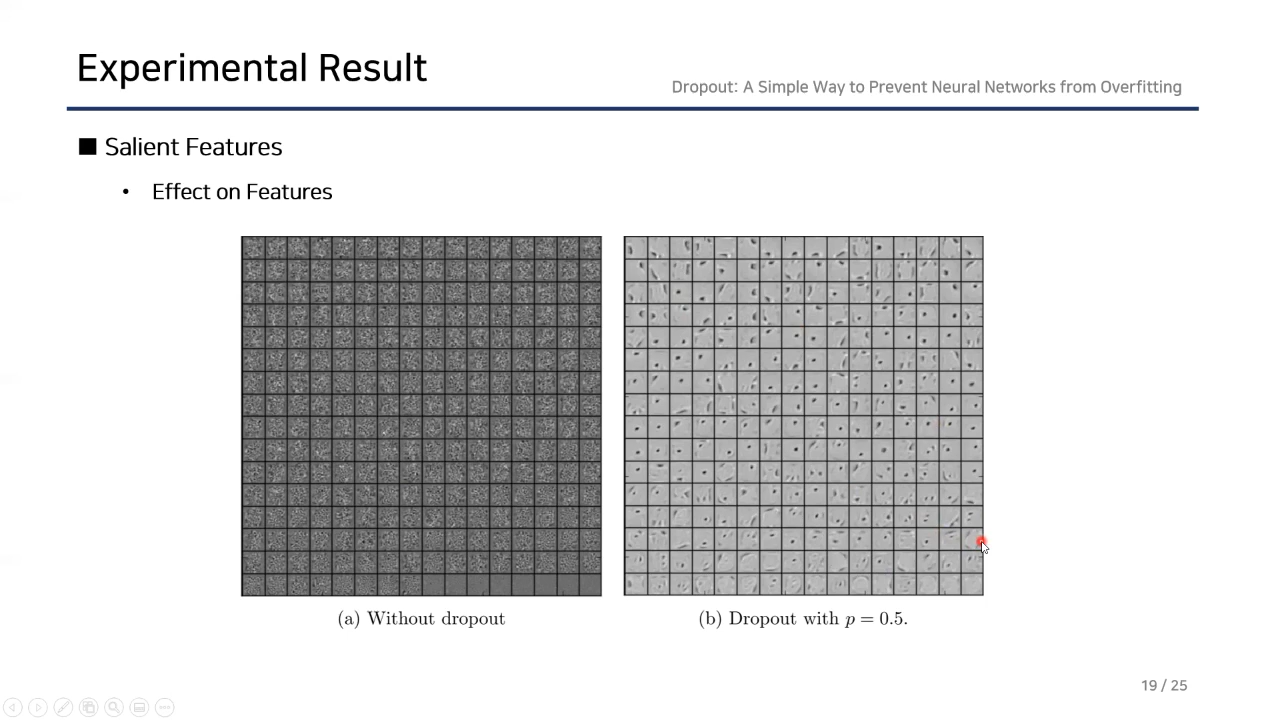 Experimental Result
Dropout: A Simple Way to Prevent Neural Networks from Overfitting
■ Salient Features
• Effect on Features
(a) Without dropout
(b) Dropout with p = 0.5.
19 / 25